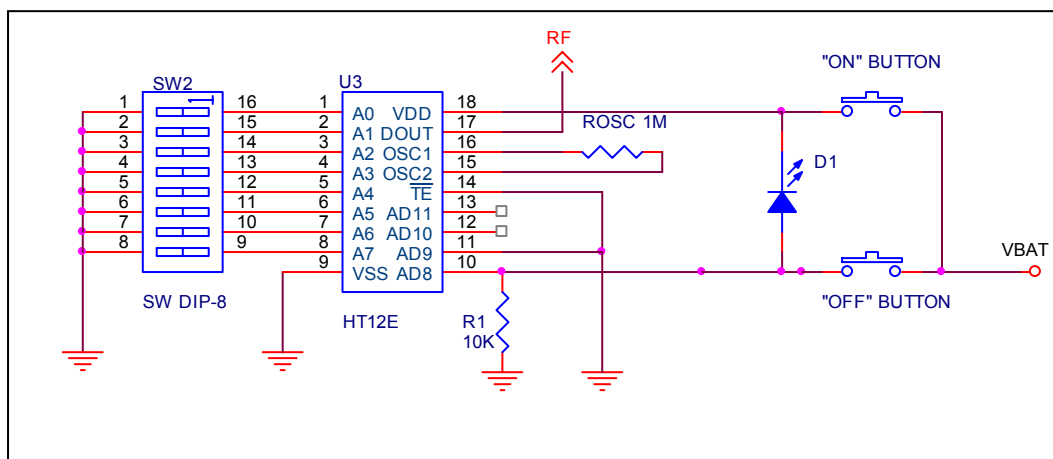 RF
"ON" BUTTON
SW2
U3
1 16 1 A0 VDD 18
2 15 2 A1 DOUT 17
ROSC 1M
3 14 3 A2 OSC1 16
4 13 4 A3 OSC2 15
D1
5 12 5 A4 TE 14
6 11 6 A5 AD11 13
7 10 7 A6 AD10 12
8 9 8 A7 AD9 11
9 VSS AD8 10
VBAT
SW DIP-8
HT12E
R1
10K
"OFF" BUTTON